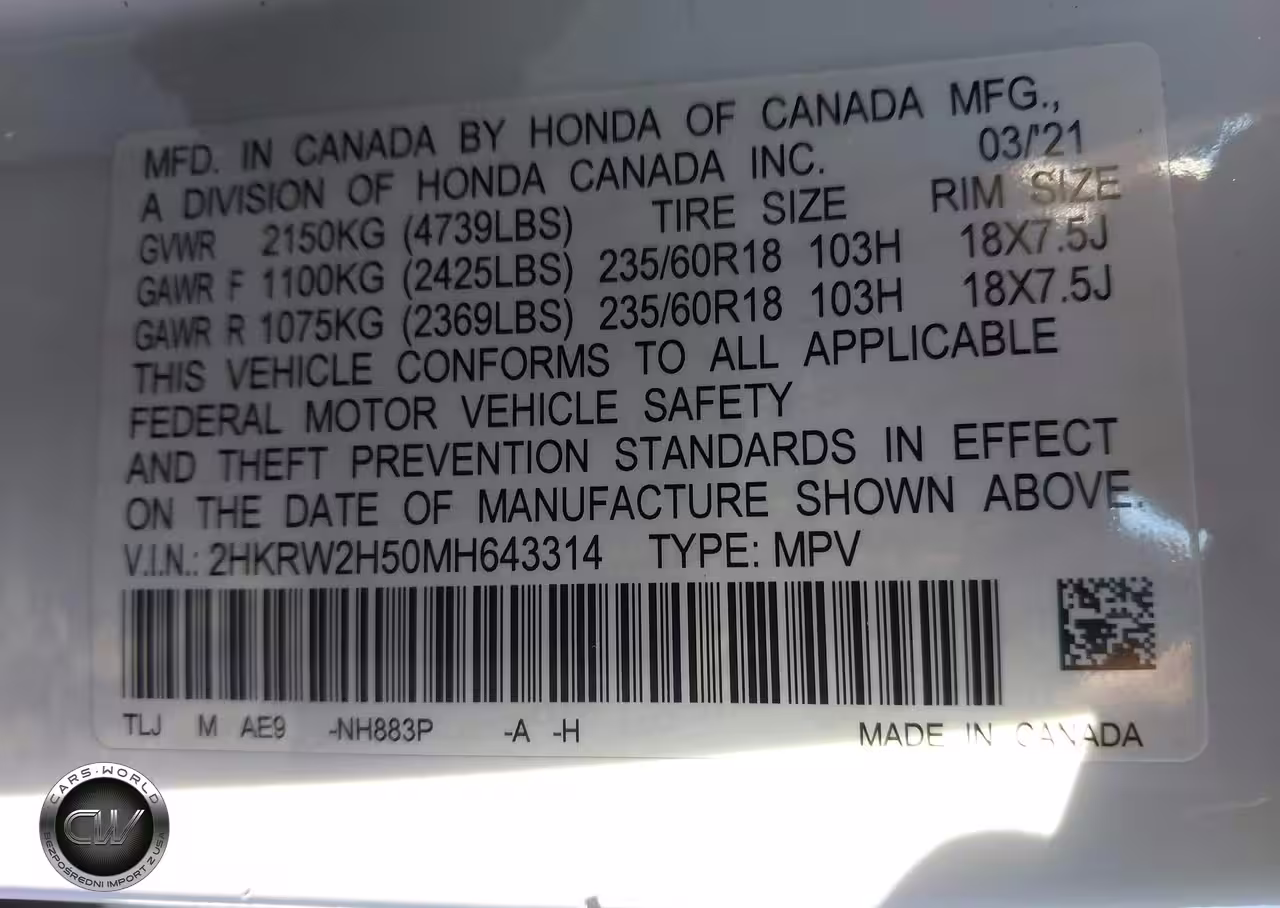 MFD. IN CANADA BY HONDA OF CANADA MFG.,
A DIVISION OF HONDA CANADA INC. 03/'21
GVWR 2150KG (4739LBS) TIRE SIZE RIM SIZE
GAWR F 1100KG (2425LBS) 235/60R18 103H 18X7.5J
GAWR R 1075KG (2369LBS) 235/60R18 103H 18X7.5J
THIS VEHICLE CONFORMS TO ALL APPLICABLE
FEDERAL MOTOR VEHICLE SAFETY
AND THEFT PREVENTION STANDARDS IN EFFECT
ON THE DATE OF MANUFACTURE SHOWN ABOVE.
V.I.N.: 2HKRW2H50MH643314 TYPE: MPV
TLJ M AE9 -NH883P -A -H MADE IN CANADA
CARS·WORLD
CW
BEZPOŚREDNI IMPORT Z USA